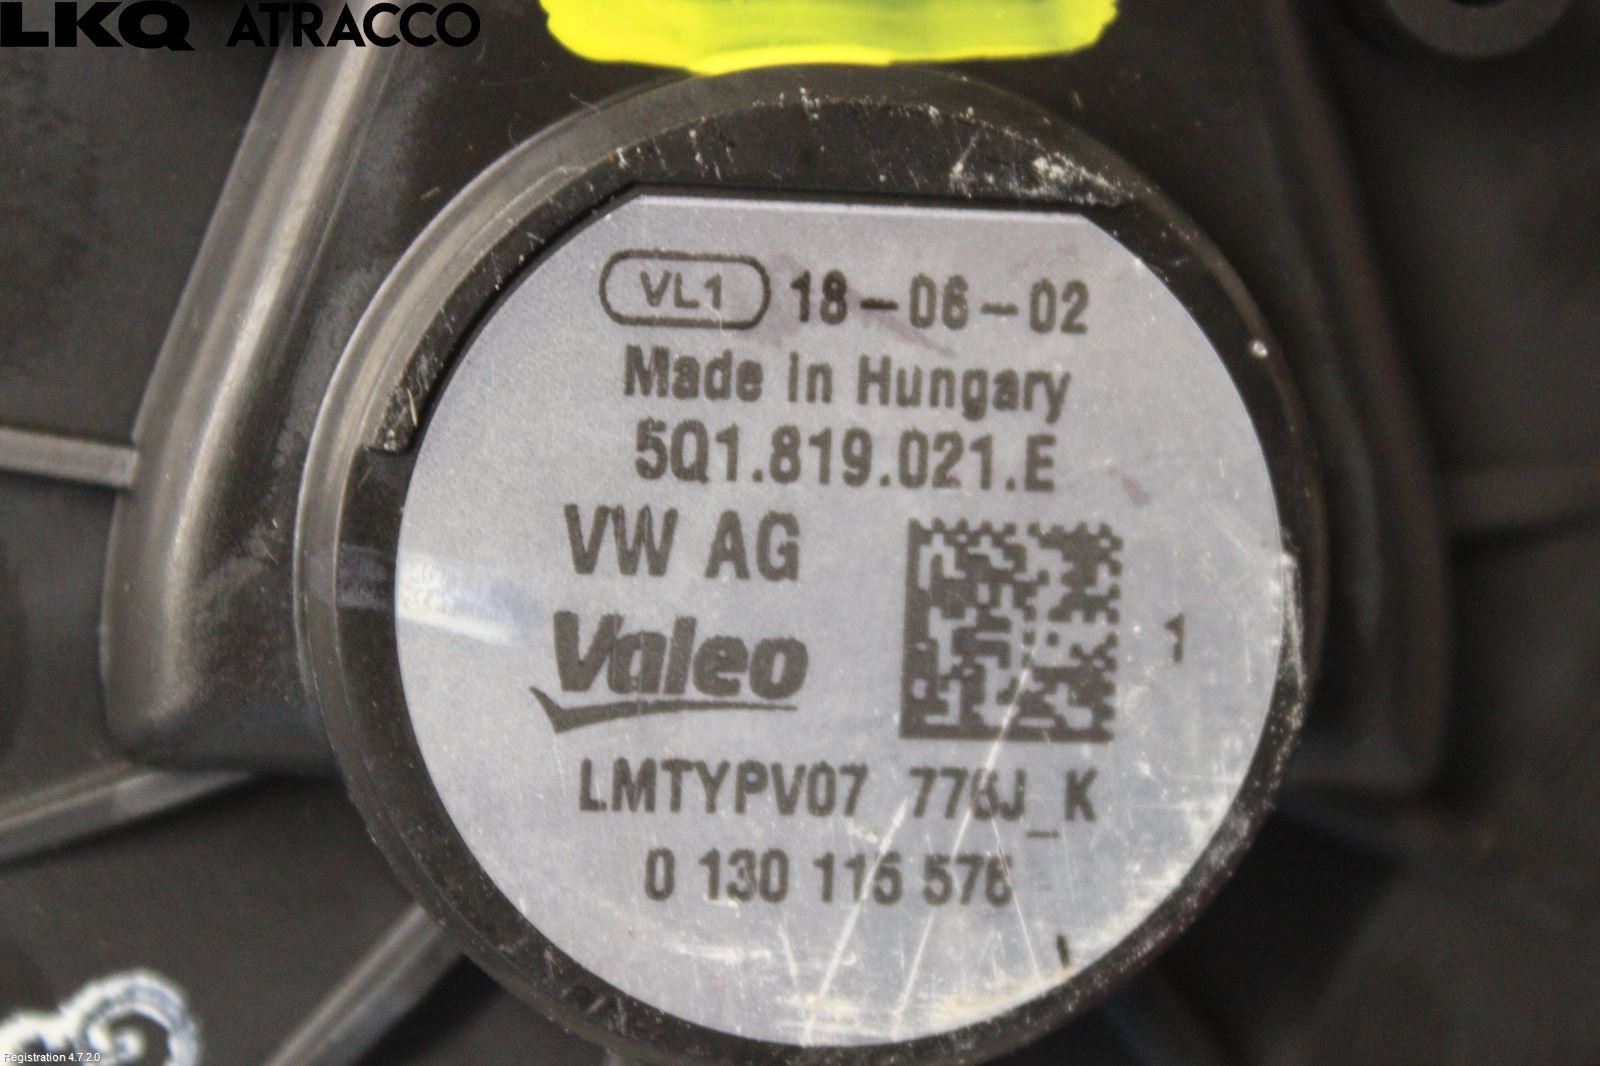 LKQ ATRACCO
VL1 18-06-02
Made in Hungary
5Q1.819.021.E
VW AG
Valeo
1
LMTYPV07 776J_K
0 130 115 576
Registration 4.7.2.0